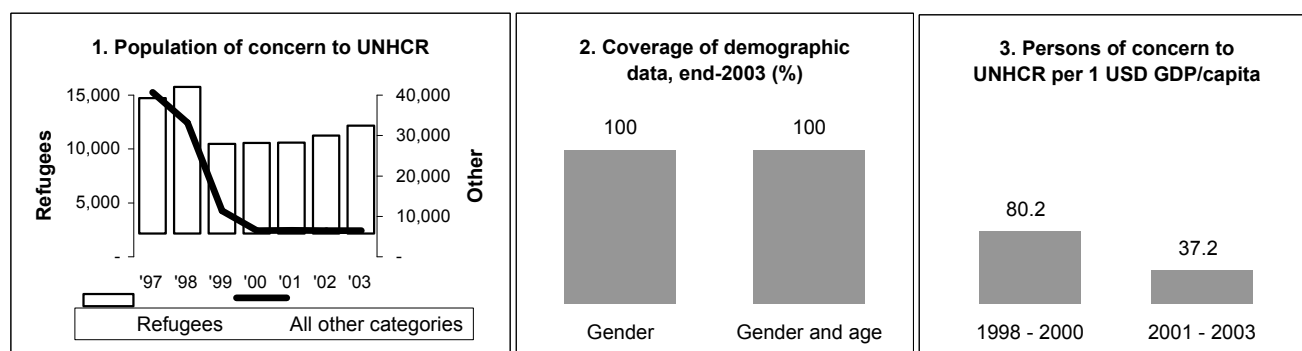 1. Population of concern to UNHCR
15,000
10,000
5,000
-
Refugees
40,000
30,000
20,000
10,000
-
Other
'97 '98 '99 '00 '01 '02 '03
Refugees All other categories
2. Coverage of demographic
data, end-2003 (%)
100 100
Gender Gender and age
3. Persons of concern to
UNHCR per 1 USD GDP/capita
80.2
37.2
1998 - 2000 2001 - 2003